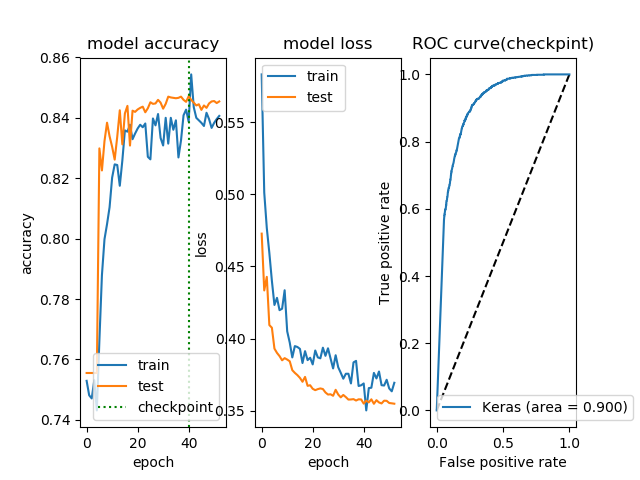 model accuracy
0.86
0.84
0.82
0.80
0.78
0.76
0.74
accuracy
train
test
checkpoint
0
20
40
epoch
model loss
train
test
0.55
0.50
0.45
0.40
0.35
loss
0
20
40
epoch
ROC curve(checkpint)
1.0
0.8
0.6
0.4
0.2
0.0
True positive rate
Keras (area = 0.900)
0.0
0.5
1.0
False positive rate